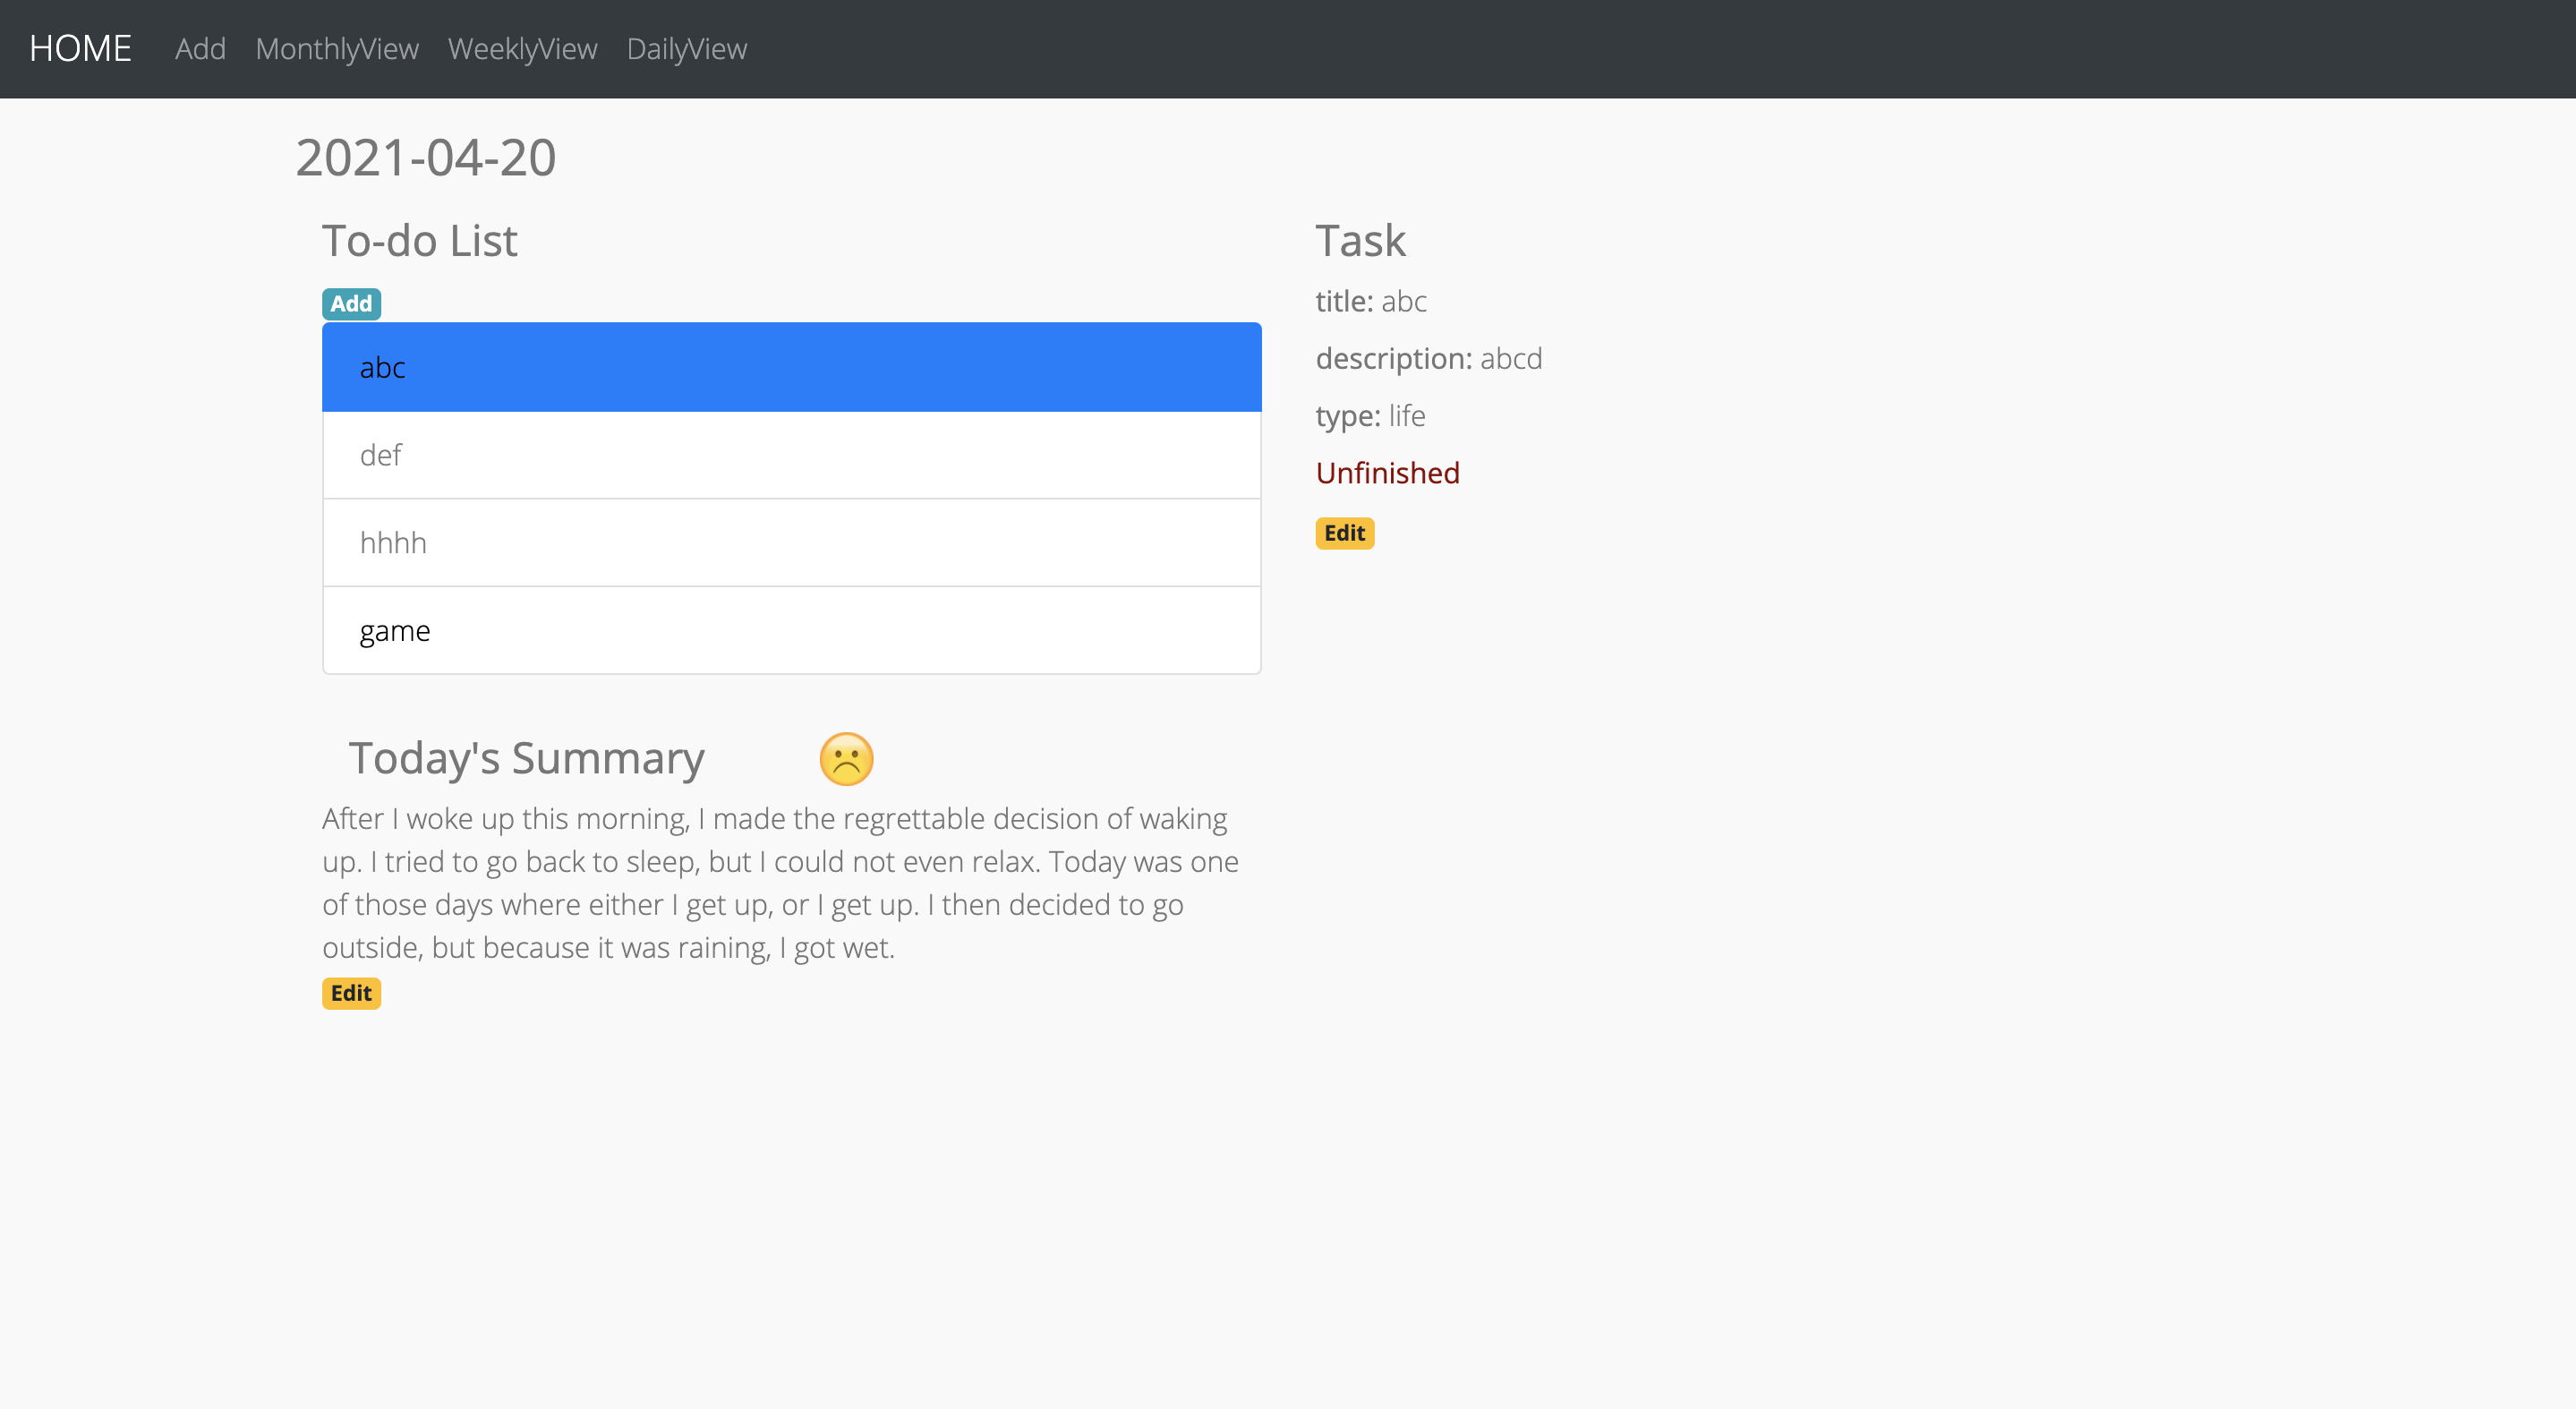 HOME Add MonthlyView WeeklyView DailyView
2021-04-20
To-do List
Add
abc
def
hhhh
game
Task
title: abc
description: abcd
type: life
Unfinished
Edit
Today's Summary
After I woke up this morning, I made the regrettable decision of waking
up. I tried to go back to sleep, but I could not even relax. Today was one
of those days where either I get up, or I get up. I then decided to go
outside, but because it was raining, I got wet.
Edit